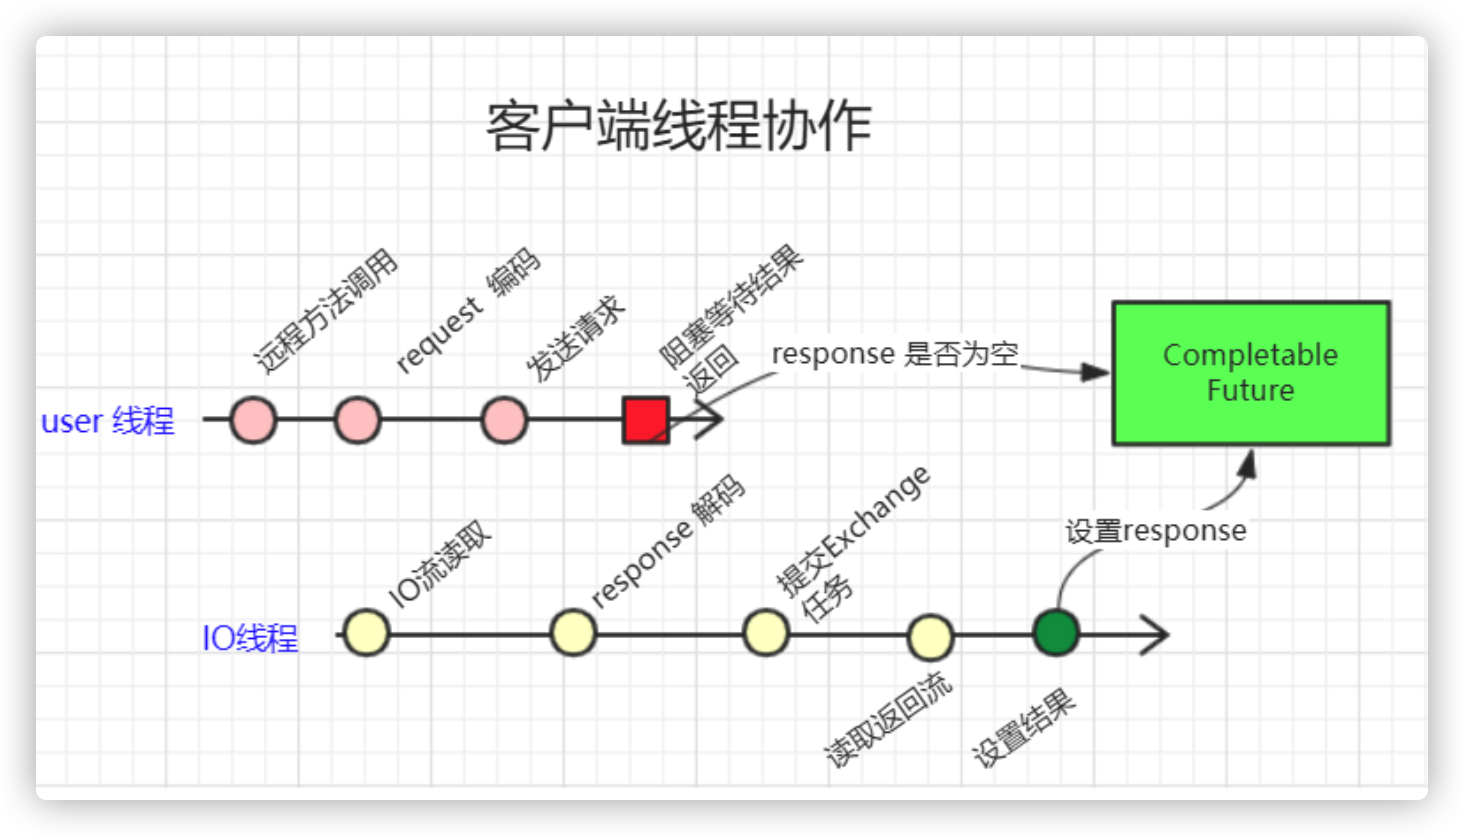 客户端线程协作
远程方法调用
request 编码
发送请求
阻塞等待结果
返回
response 是否为空
Completable
Future
user 线程
IO流读取
response 解码
提交Exchange
任务
设置response
IO线程
读取返回流
设置结果